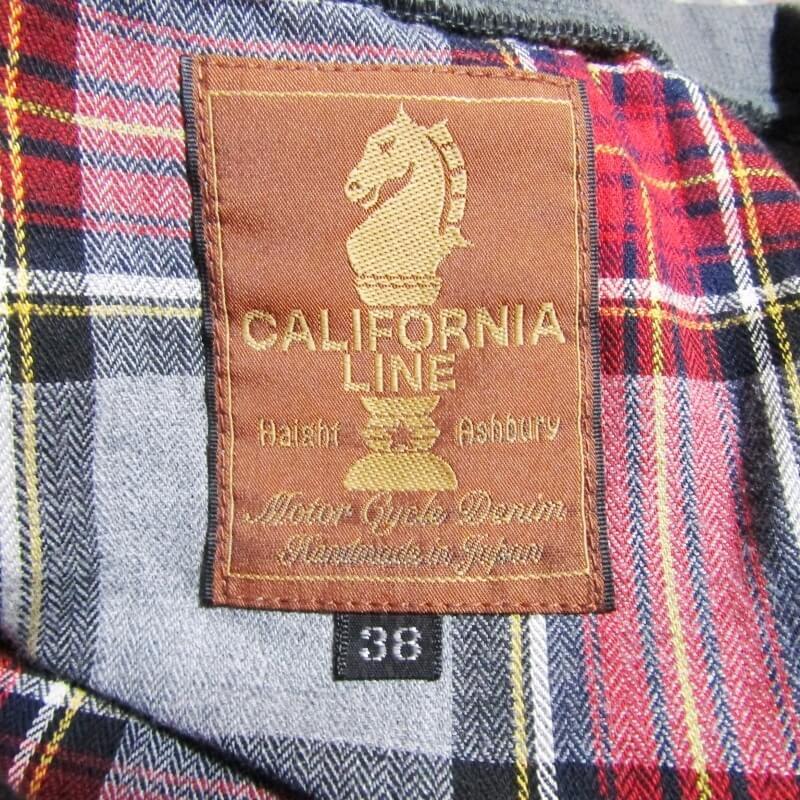 CALIFORNIA
LINE
Haight Ashbury
Motor Cycle Denim
Handmade in Japan
38